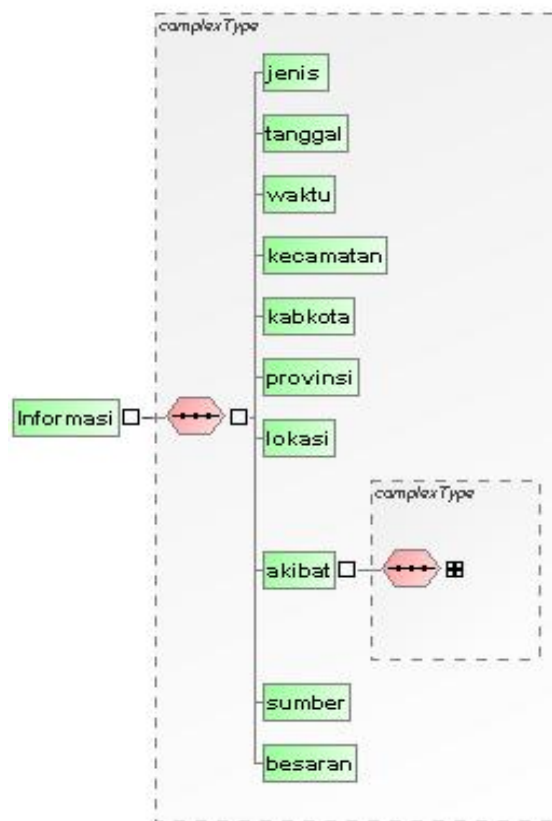 complexType
jenis
tanggal
waktu
kecamatan
kabkota
provinsi
Informasi
lokasi
complexType
akibat
sumber
besaran